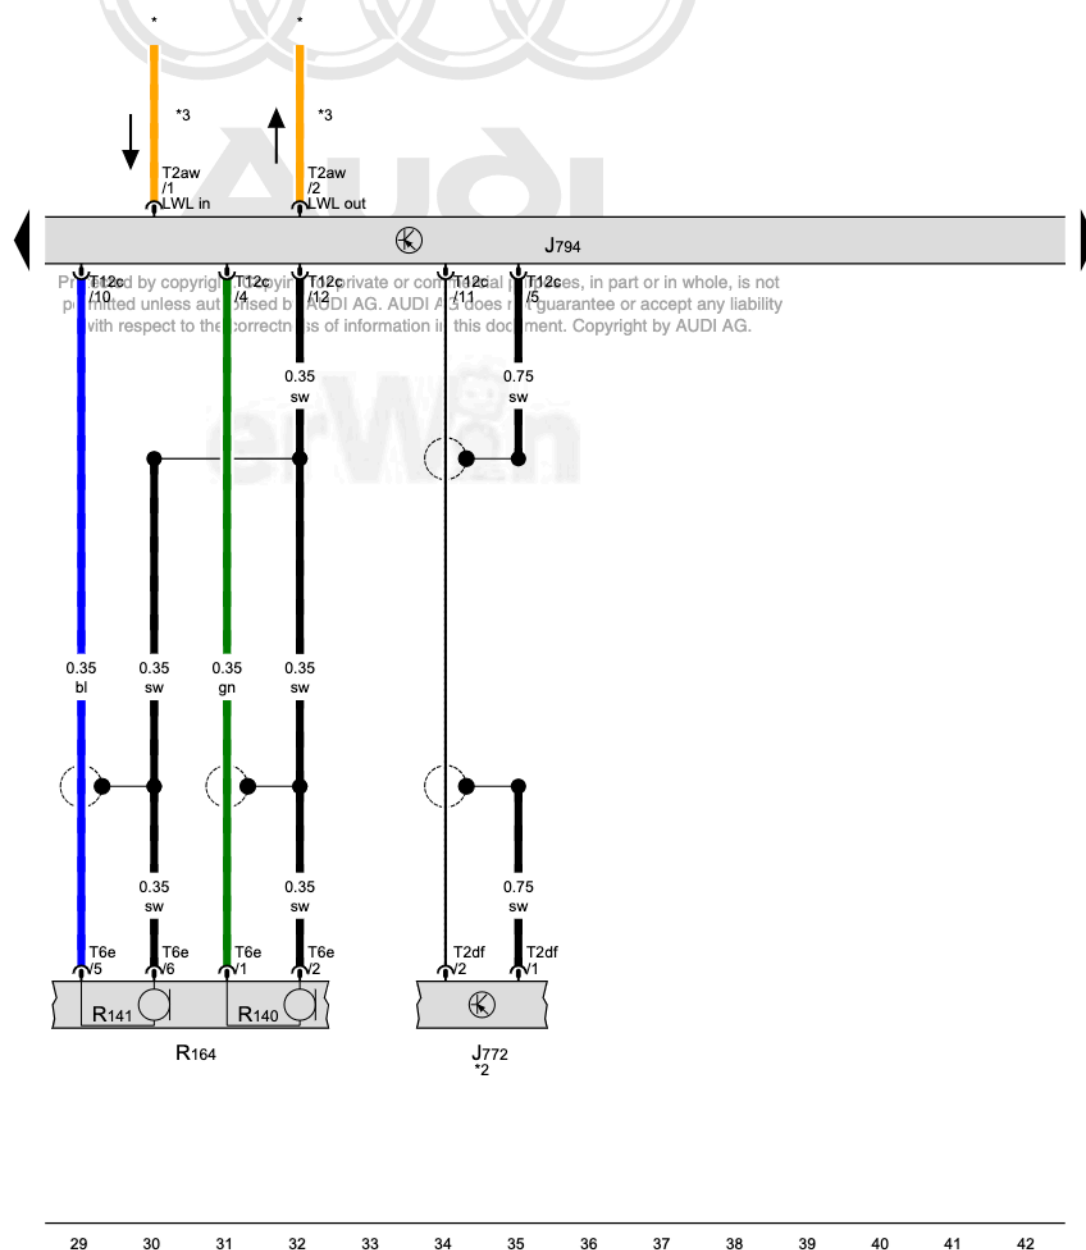 * *
*3 *3
T2aw T2aw
/1 /2
LWL in LWL out
Audi
J794
T12c T12c T12c T12c T12c
/10 /4 /12 /11 /5
Protected by copyright. Copying for private or commercial purposes, in part or in whole, is not
permitted unless authorised by AUDI AG. AUDI AG does not guarantee or accept any liability
with respect to the correctness of information in this document. Copyright by AUDI AG.
0.35 0.75
sw sw
erWin
0.35 0.35 0.35 0.35
bl sw gn sw
0.35 0.35 0.75
sw sw sw
T6e T6e T6e T6e T2df T2df
/5 /6 /1 /2 /2 /1
R141 R140
R164 J772
*2
29 30 31 32 33 34 35 36 37 38 39 40 41 42